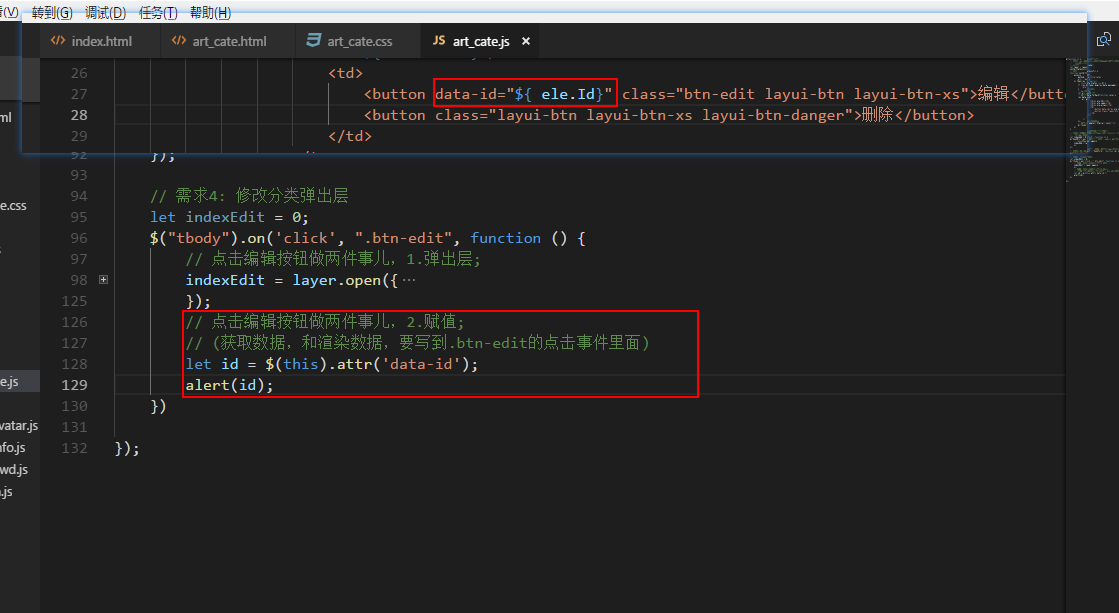 (V) 转到(G) 调试(D) 任务(T) 帮助(H)
index.html art_cate.html art_cate.css JS art_cate.js ×
26 <td>
27 <button data-id="${ ele.Id}" class="btn-edit layui-btn layui-btn-xs">编辑</butt
28 <button class="layui-btn layui-btn-xs layui-btn-danger">删除</button>
29 </td>
92 });
93
94 // 需求4: 修改分类弹出层
95 let indexEdit = 0;
96 $("tbody").on('click', ".btn-edit", function () {
97 // 点击编辑按钮做两件事儿，1.弹出层;
98 indexEdit = layer.open({…
125 });
126 // 点击编辑按钮做两件事儿，2.赋值;
127 // (获取数据，和渲染数据，要写到.btn-edit的点击事件里面)
128 let id = $(this).attr('data-id');
129 alert(id);
130 })
131
132 });
ml
e.css
e.js
vatar.js
nfo.js
wd.js
.js